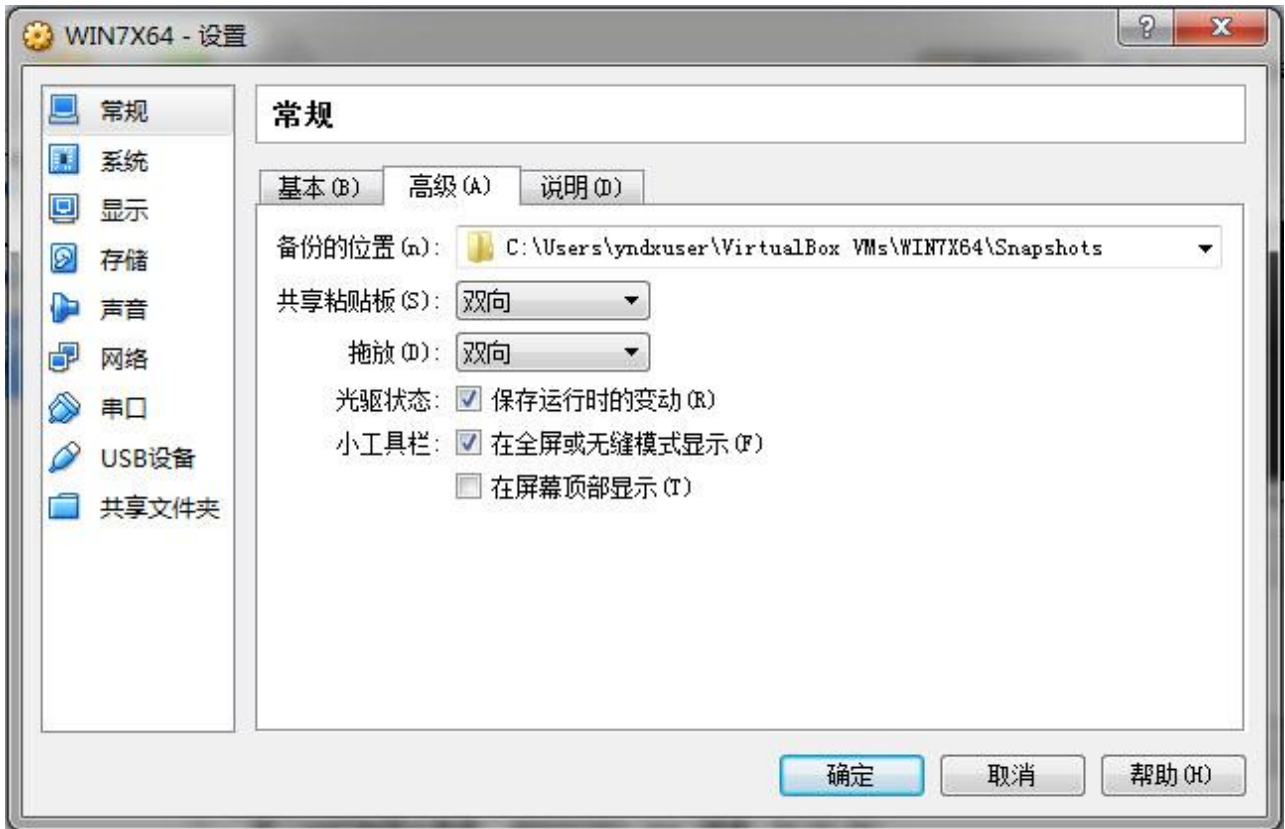 WIN7X64 - 设置
?
常规
系统
显示
存储
声音
网络
串口
USB设备
共享文件夹
常规
基本(B) 高级(A) 说明(D)
备份的位置(n): C:\Users\yndxuser\VirtualBox VMs\WIN7X64\Snapshots
共享粘贴板(S): 双向
拖放(D): 双向
光驱状态: 保存运行时的变动(R)
小工具栏: 在全屏或无缝模式显示(F)
在屏幕顶部显示(T)
确定 取消 帮助(H)